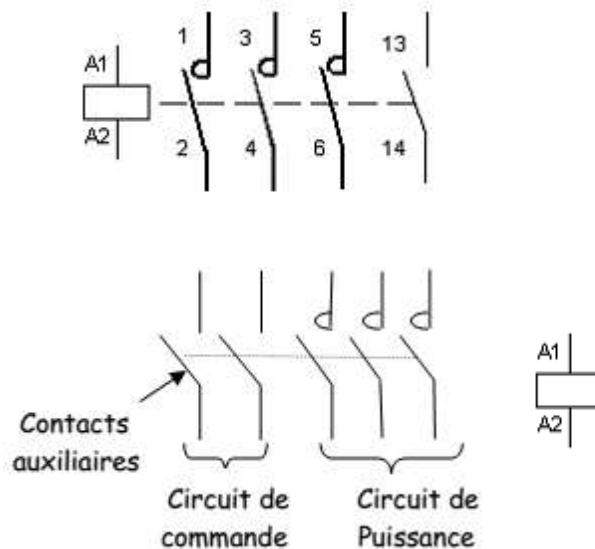 1 3 5 13
A1
A2
2 4 6 14
A1
A2
Contacts
auxiliaires
Circuit de
commande
Circuit de
Puissance